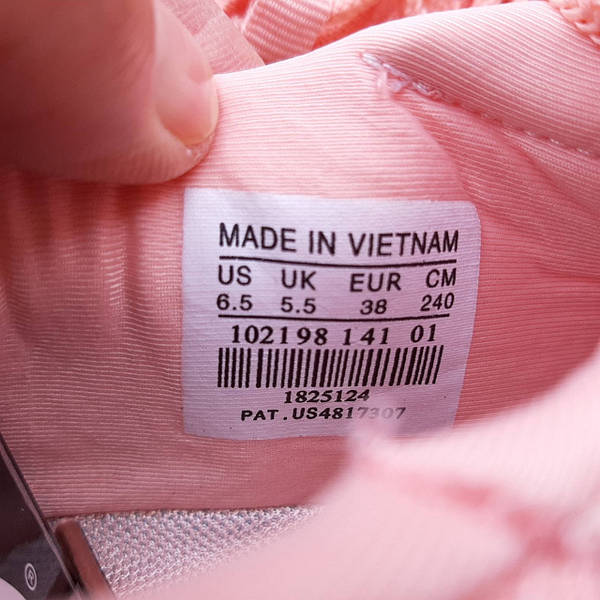 MADE IN VIETNAM
US UK EUR CM
6.5 5.5 38 240
102198 141 01
1825124
PAT.US4817307
®